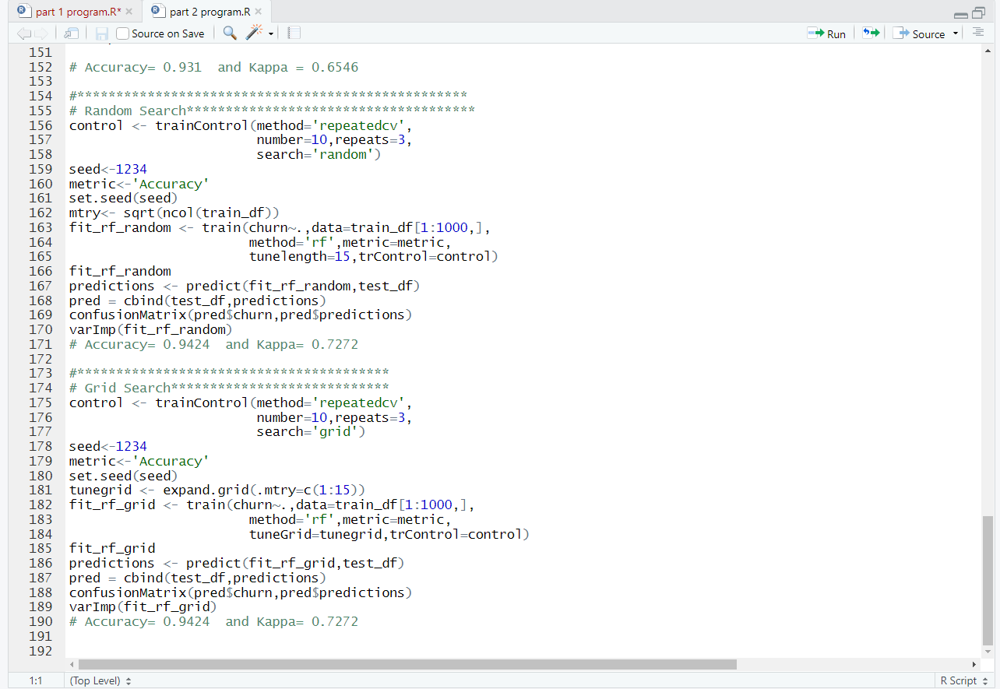 part 1 program.R* part 2 program.R
Source on Save Run Source
151
152 # Accuracy= 0.931  and Kappa = 0.6546
153
154 #**************************************************
155 # Random Search*************************************
156 control <- trainControl(method='repeatedcv',
157                         number=10,repeats=3,
158                         search='random')
159 seed<-1234
160 metric<-'Accuracy'
161 set.seed(seed)
162 mtry<- sqrt(ncol(train_df))
163 fit_rf_random <- train(churn~.,data=train_df[1:1000,],
164                        method='rf',metric=metric,
165                        tunelength=15,trControl=control)
166 fit_rf_random
167 predictions <- predict(fit_rf_random,test_df)
168 pred = cbind(test_df,predictions)
169 confusionMatrix(pred$churn,pred$predictions)
170 varImp(fit_rf_random)
171 # Accuracy= 0.9424  and Kappa= 0.7272
172
173 #****************************************
174 # Grid Search****************************
175 control <- trainControl(method='repeatedcv',
176                         number=10,repeats=3,
177                         search='grid')
178 seed<-1234
179 metric<-'Accuracy'
180 set.seed(seed)
181 tunegrid <- expand.grid(.mtry=c(1:15))
182 fit_rf_grid <- train(churn~.,data=train_df[1:1000,],
183                        method='rf',metric=metric,
184                        tuneGrid=tunegrid,trControl=control)
185 fit_rf_grid
186 predictions <- predict(fit_rf_grid,test_df)
187 pred = cbind(test_df,predictions)
188 confusionMatrix(pred$churn,pred$predictions)
189 varImp(fit_rf_grid)
190 # Accuracy= 0.9424  and Kappa= 0.7272
191
192
1:1 (Top Level) R Script